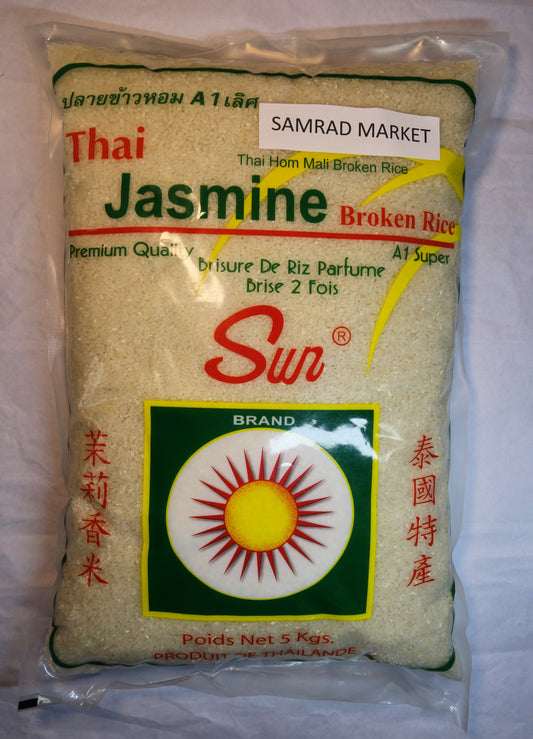 ปลายข้าวหอม A1เลิศ
SAMRAD MARKET
Thai
Thai Hom Mali Broken Rice
Jasmine Broken Rice
Premium Quality
A1 Super
Brisure De Riz Parfume
Brise 2 Fois
Sun ®
BRAND
茉莉香米
泰國特產
Poids Net 5 Kgs.
PRODUIT DE THAILANDE